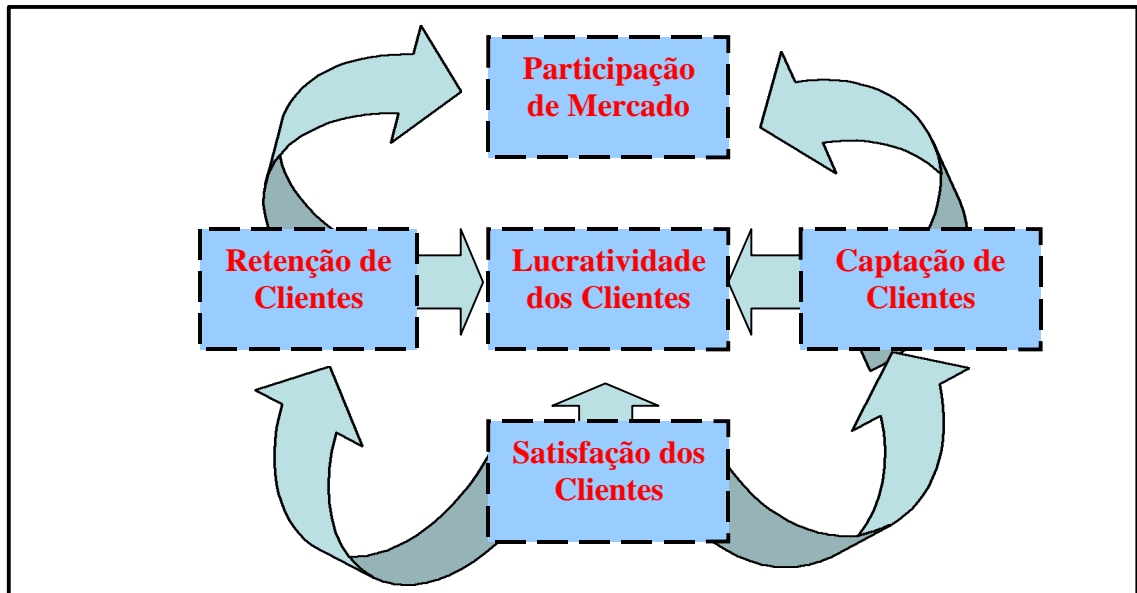 Participação
de Mercado
Retenção de
Clientes
Lucratividade
dos Clientes
Captação de
Clientes
Satisfação dos
Clientes